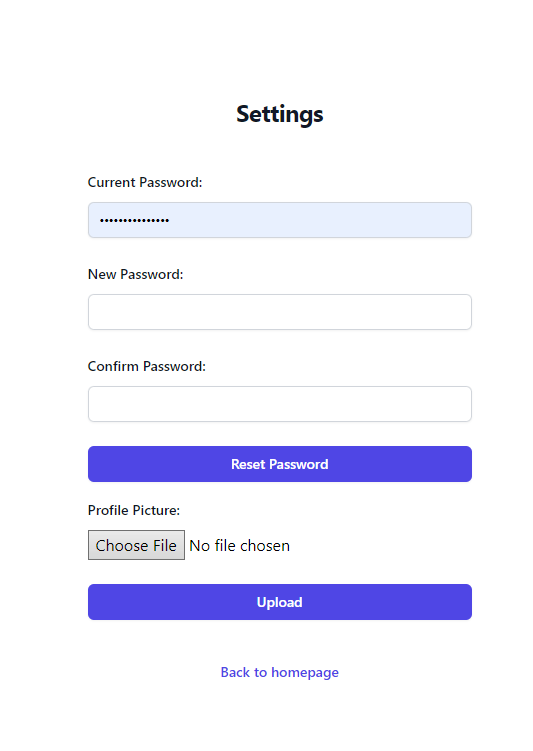 Settings
Current Password:
•••••••••••••••
New Password:
Confirm Password:
Reset Password
Profile Picture:
Choose File No file chosen
Upload
Back to homepage